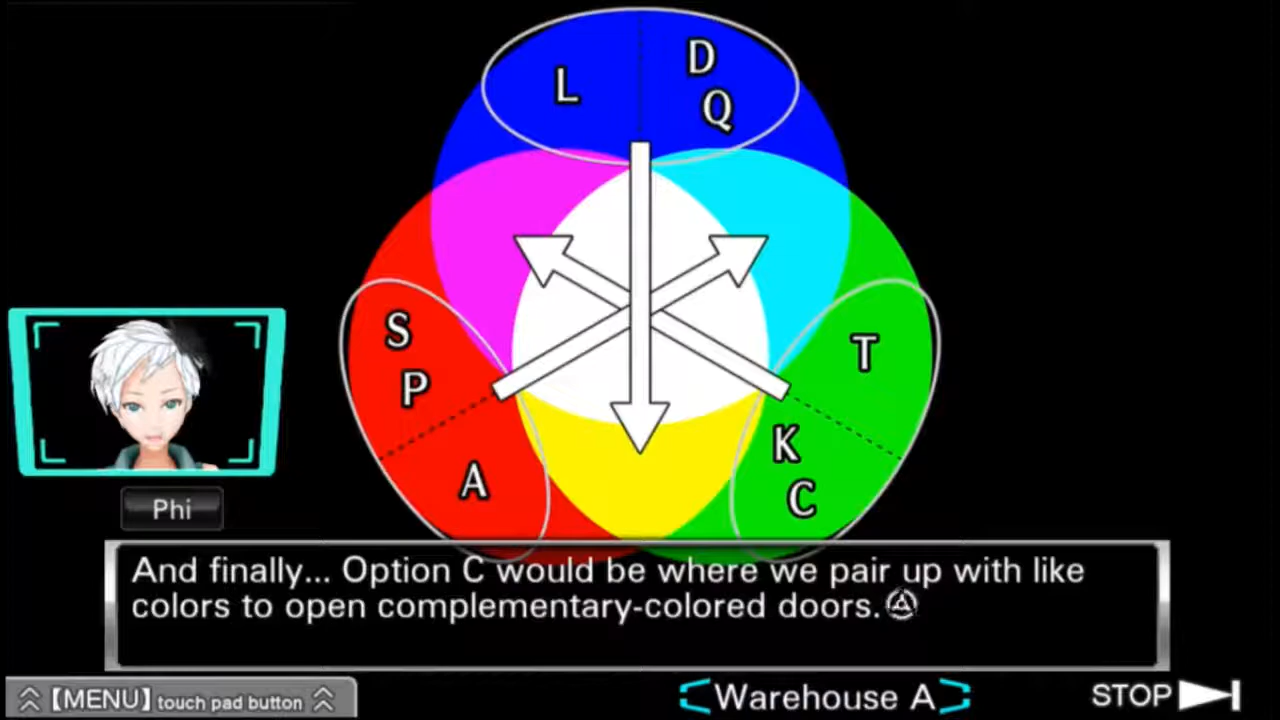 L
D
Q
S
P
A
T
K
C
Phi
And finally... Option C would be where we pair up with like
colors to open complementary-colored doors.
【MENU】 touch pad button
Warehouse A
STOP